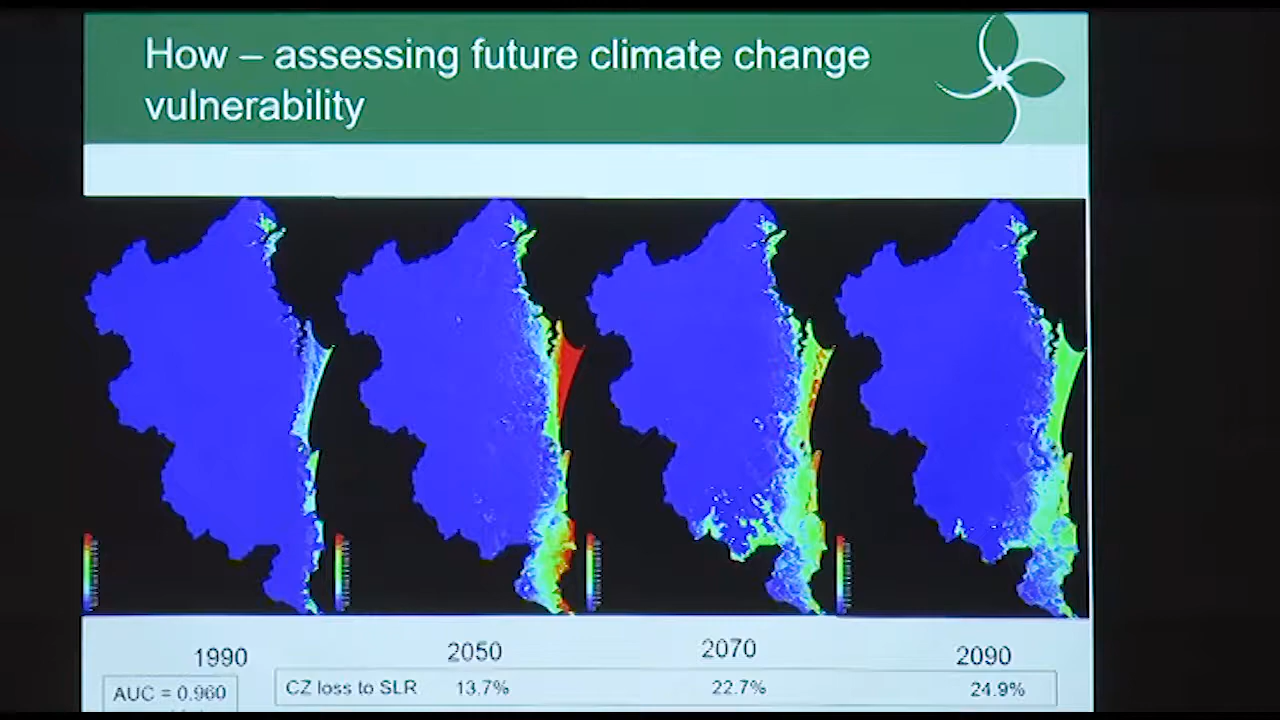 How – assessing future climate change
vulnerability
1990
2050
2070
2090
AUC = 0.960
CZ loss to SLR 13.7% 22.7% 24.9%